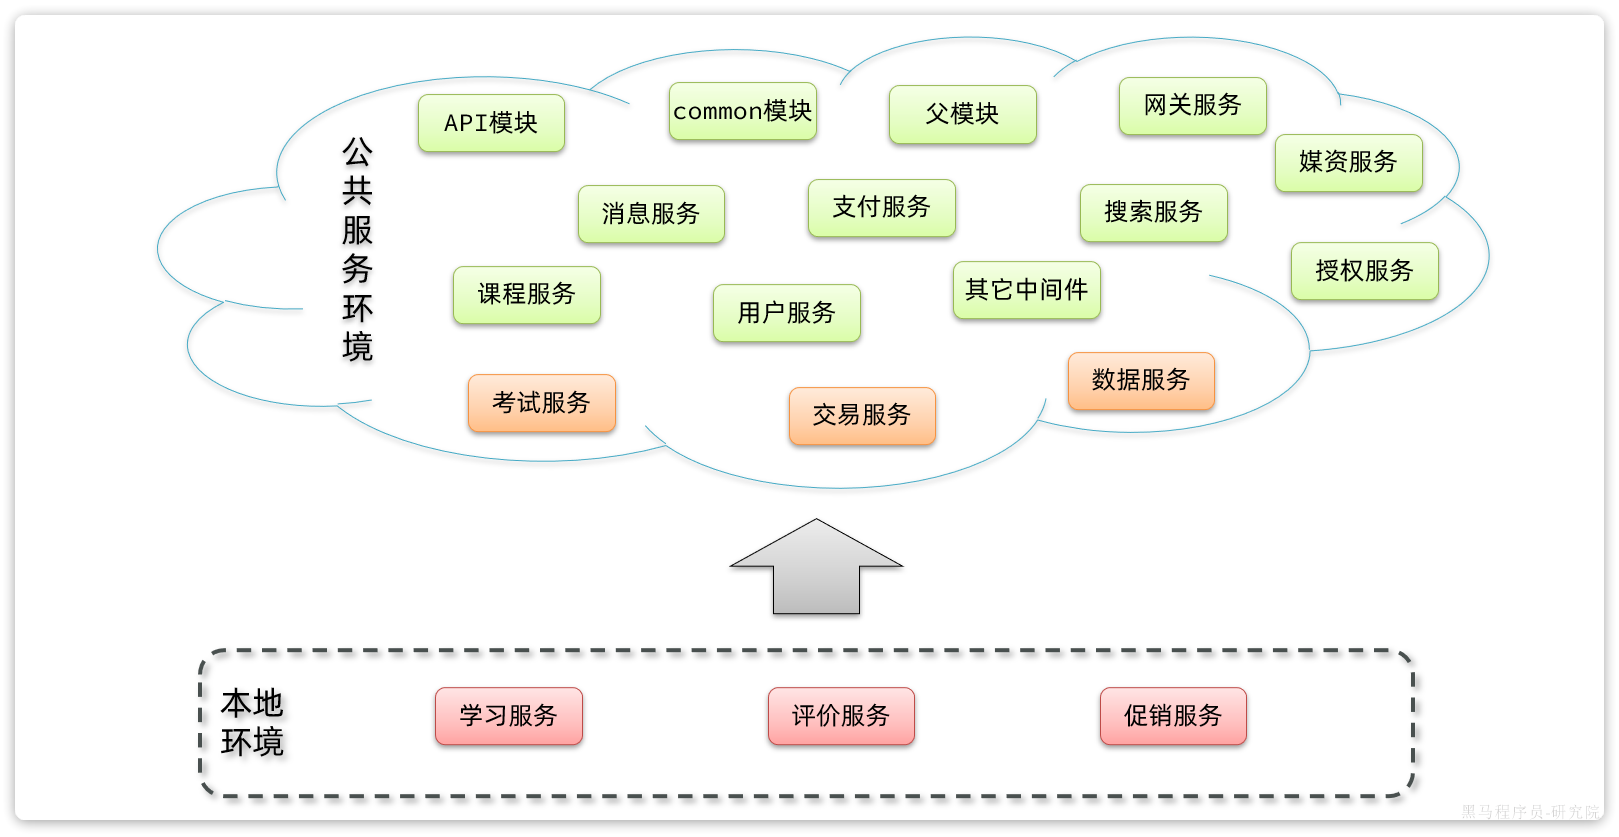 公共服务环境
API模块
common模块
父模块
网关服务
媒资服务
消息服务
支付服务
搜索服务
授权服务
课程服务
用户服务
其它中间件
考试服务
交易服务
数据服务
本地
环境
学习服务
评价服务
促销服务
黑马程序员-研究院